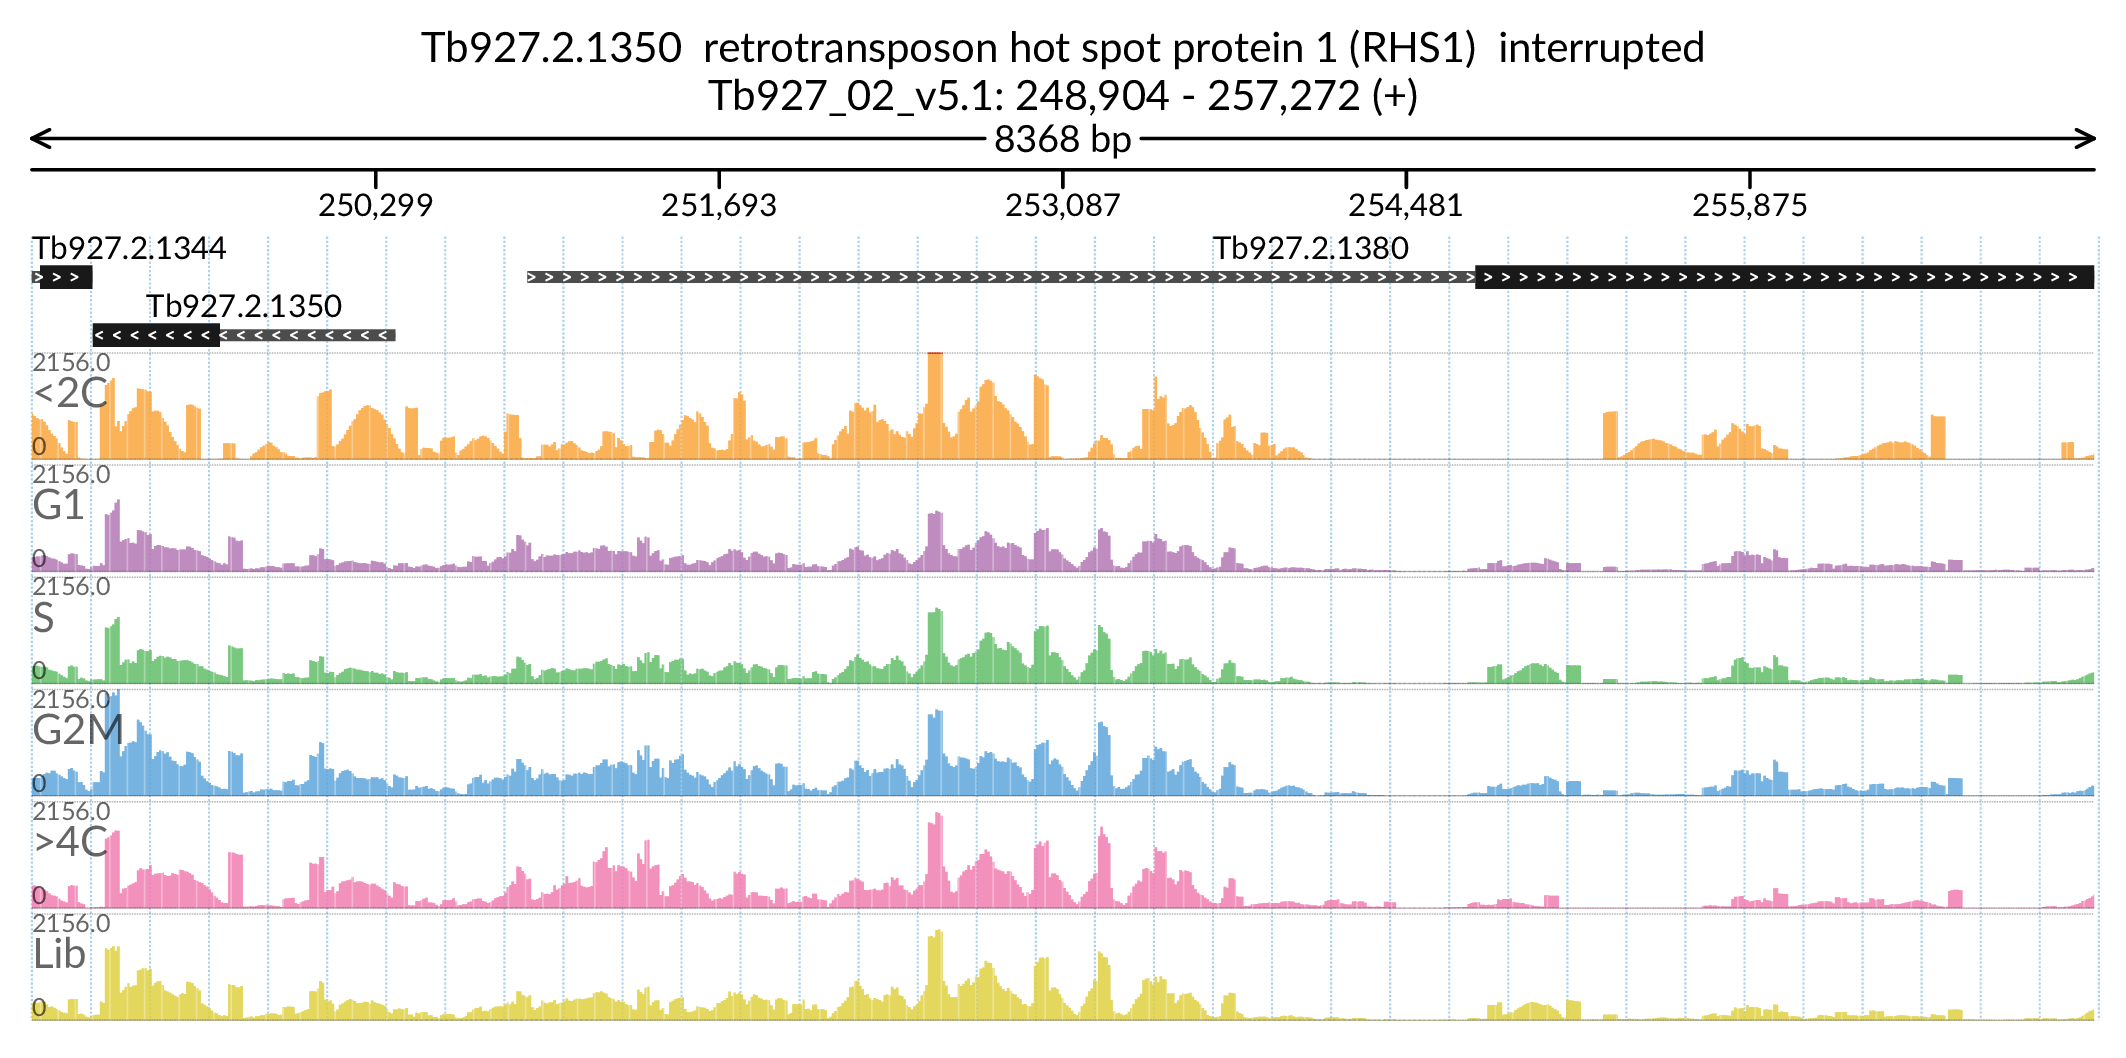 Tb927.2.1350 retrotransposon hot spot protein 1 (RHS1) interrupted
Tb927_02_v5.1: 248,904 - 257,272 (+)
8368 bp
250,299 251,693 253,087 254,481 255,875
Tb927.2.1344 Tb927.2.1380
Tb927.2.1350
2156.0
<2C
0
2156.0
G1
0
2156.0
S
0
2156.0
G2M
0
2156.0
>4C
0
2156.0
Lib
0